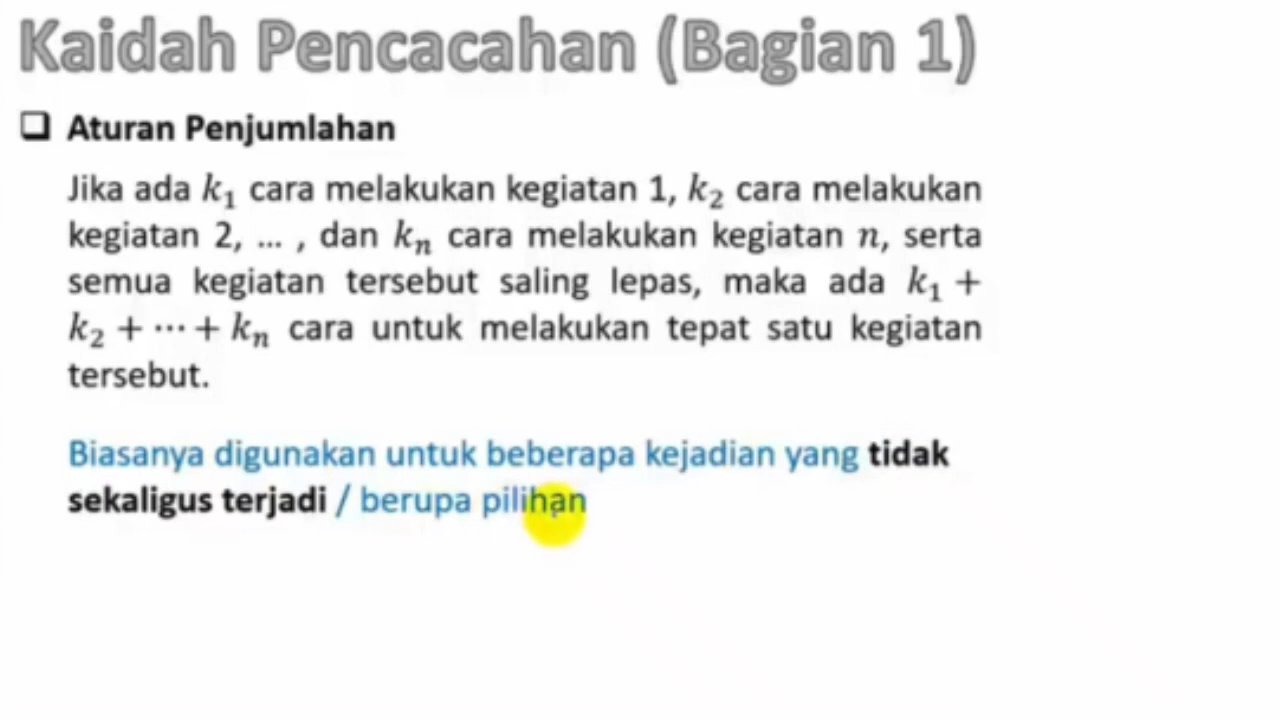 Kaidah Pencacahan (Bagian 1)
❑ Aturan Penjumlahan
Jika ada k₁ cara melakukan kegiatan 1, k₂ cara melakukan
kegiatan 2, ... , dan kₙ cara melakukan kegiatan n, serta
semua kegiatan tersebut saling lepas, maka ada k₁ +
k₂ + ⋯ + kₙ cara untuk melakukan tepat satu kegiatan
tersebut.
Biasanya digunakan untuk beberapa kejadian yang tidak
sekaligus terjadi / berupa pilihan